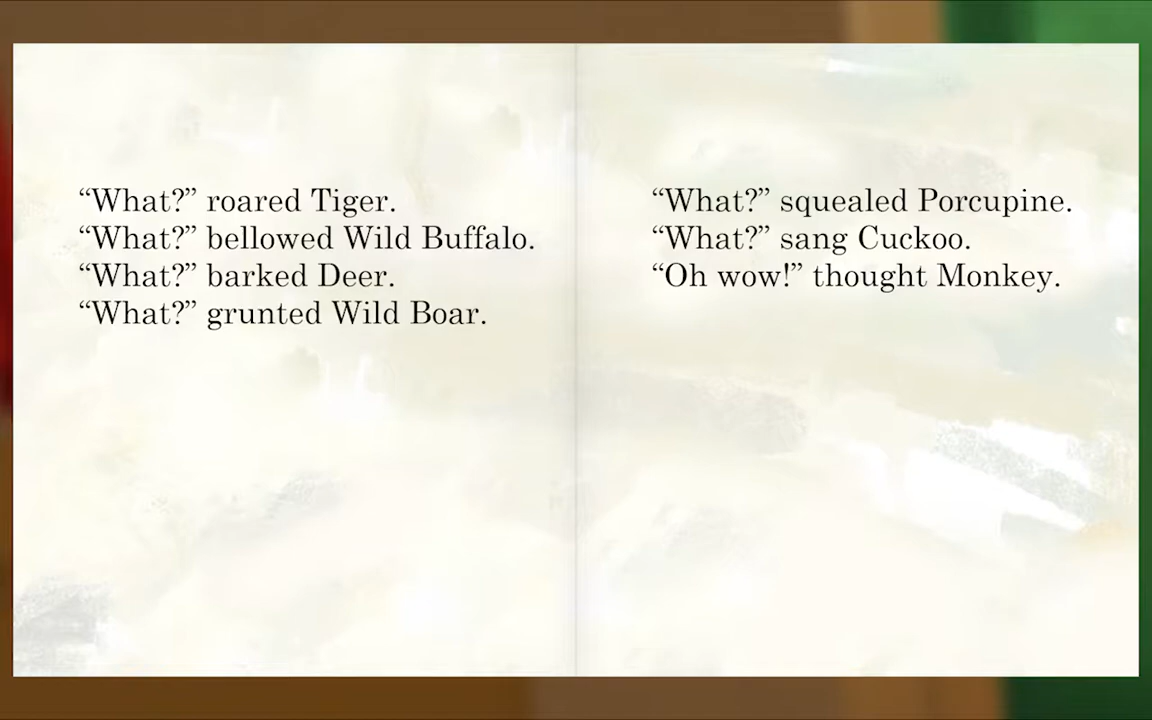 “What?” roared Tiger.
“What?” bellowed Wild Buffalo.
“What?” barked Deer.
“What?” grunted Wild Boar.
“What?” squealed Porcupine.
“What?” sang Cuckoo.
“Oh wow!” thought Monkey.